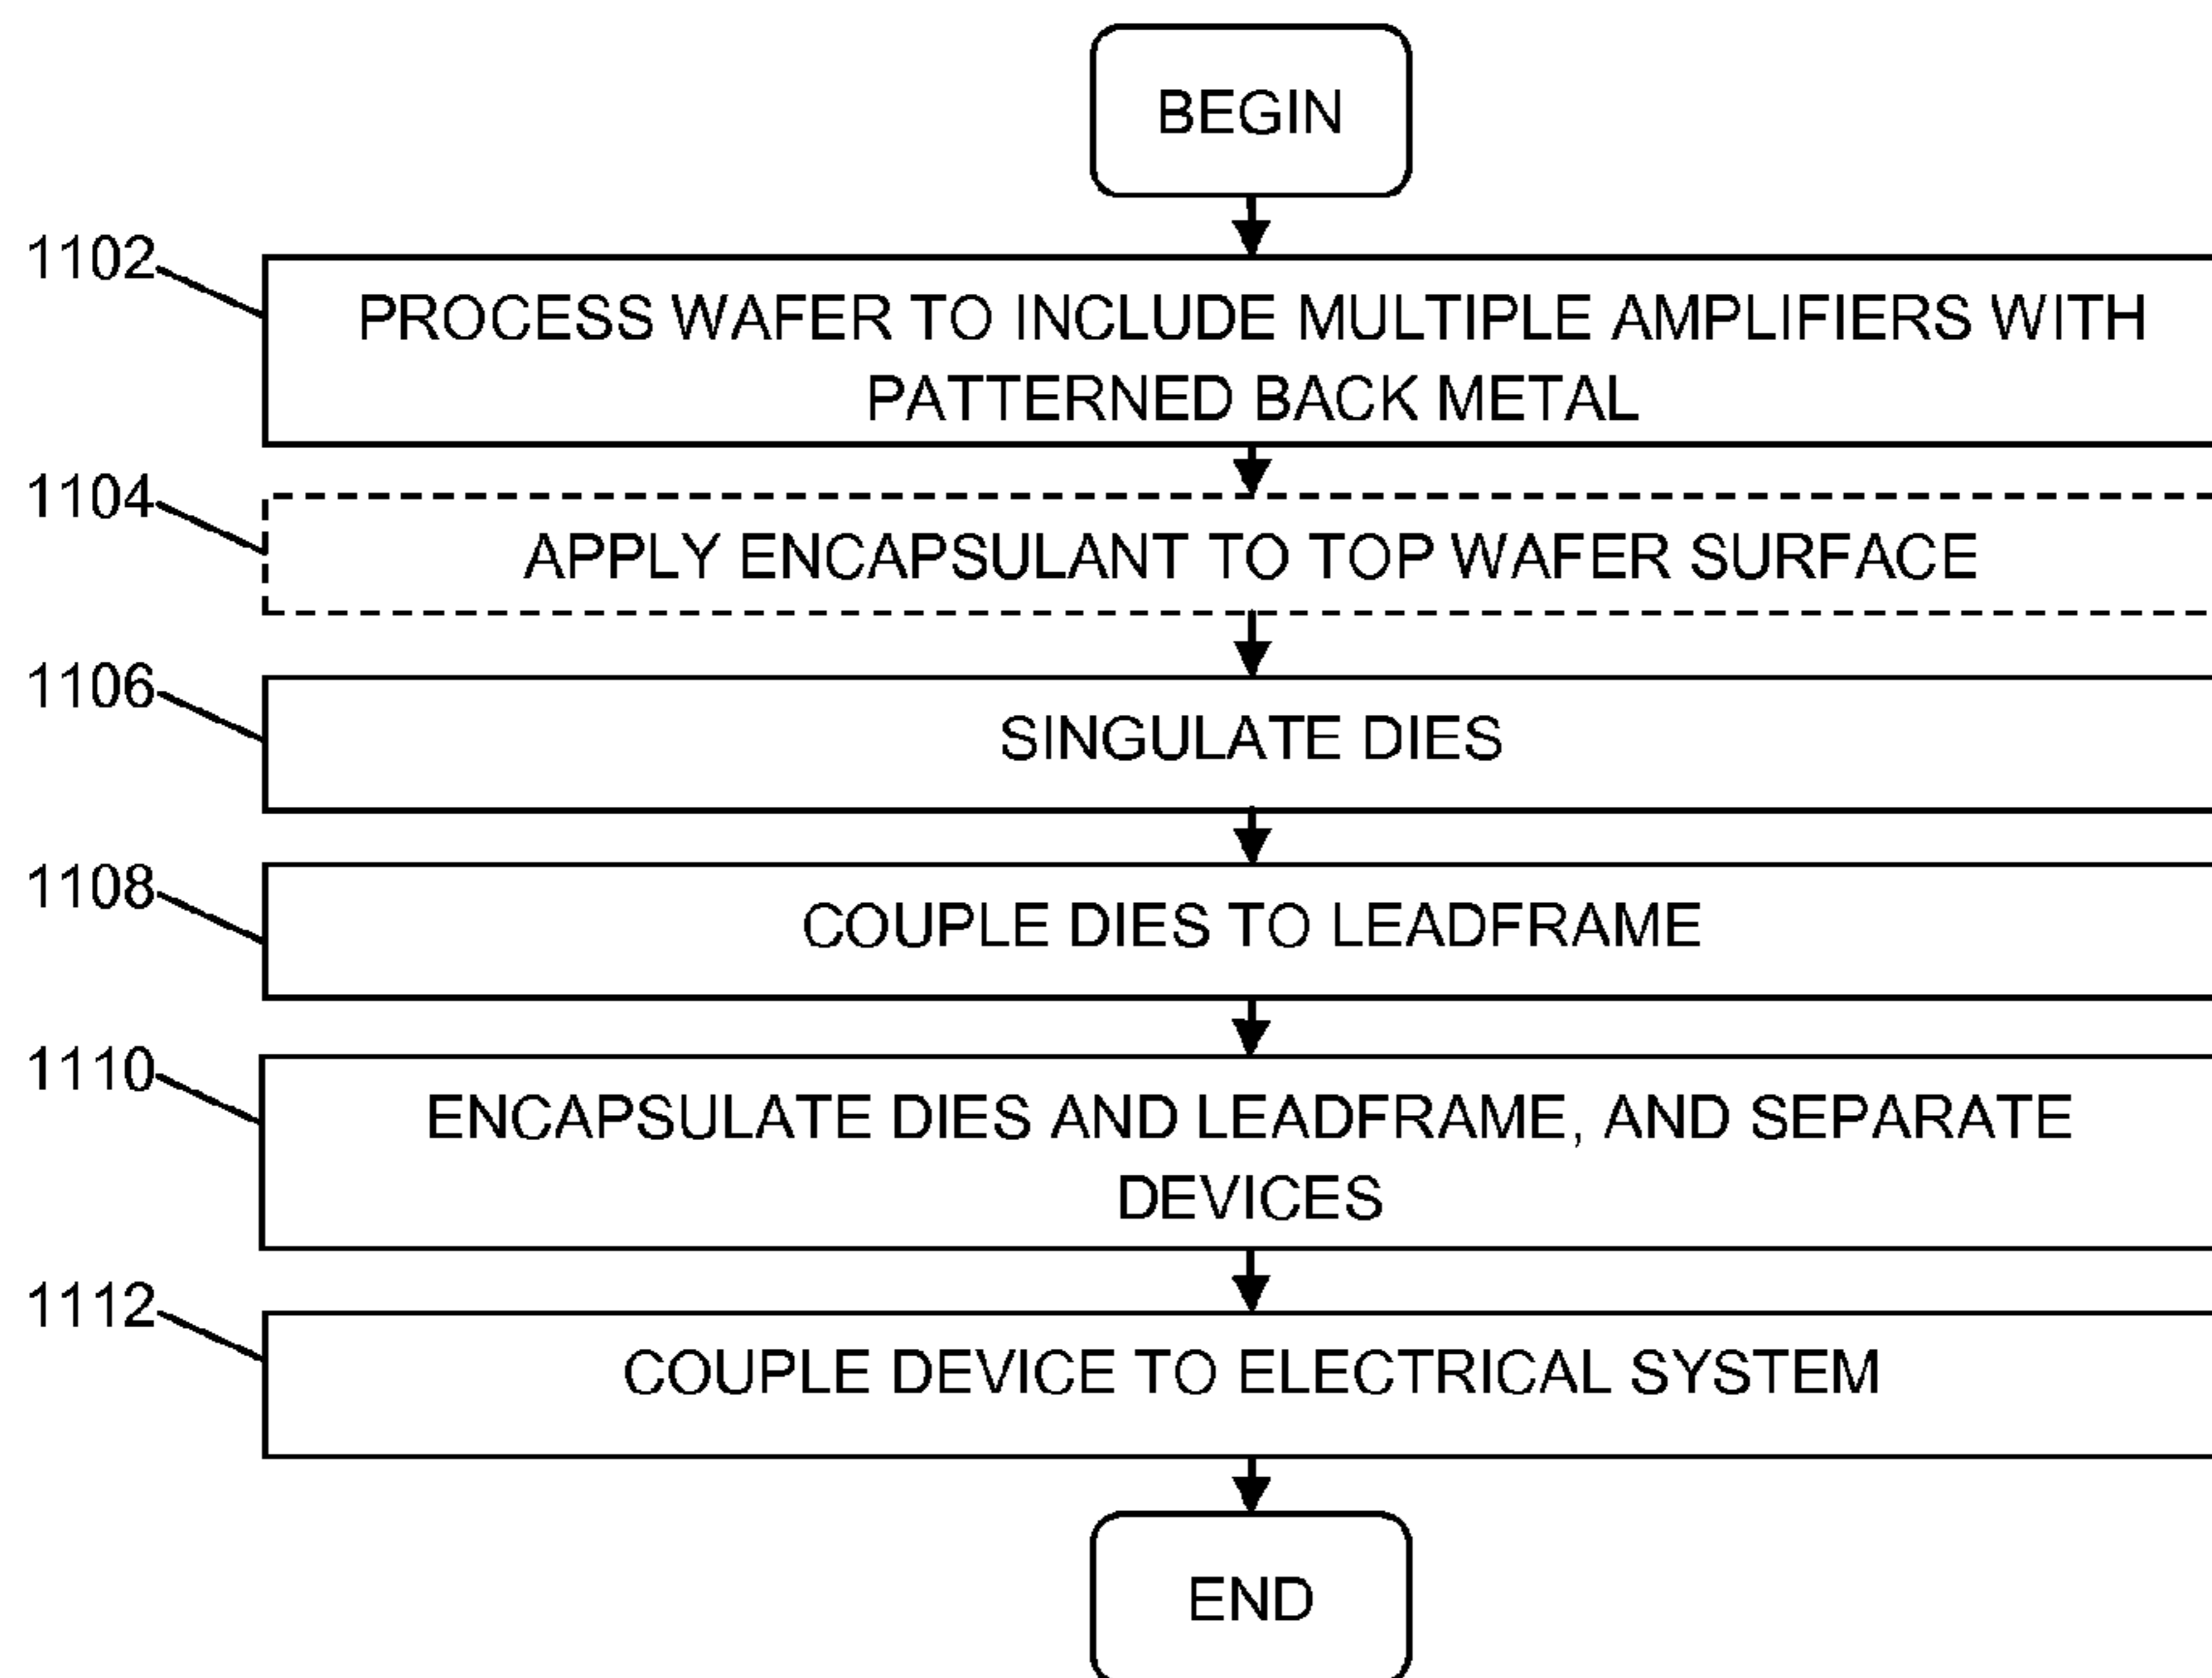 BEGIN
1102
PROCESS WAFER TO INCLUDE MULTIPLE AMPLIFIERS WITH
PATTERNED BACK METAL
1104
APPLY ENCAPSULANT TO TOP WAFER SURFACE
1106
SINGULATE DIES
1108
COUPLE DIES TO LEADFRAME
1110
ENCAPSULATE DIES AND LEADFRAME, AND SEPARATE
DEVICES
1112
COUPLE DEVICE TO ELECTRICAL SYSTEM
END